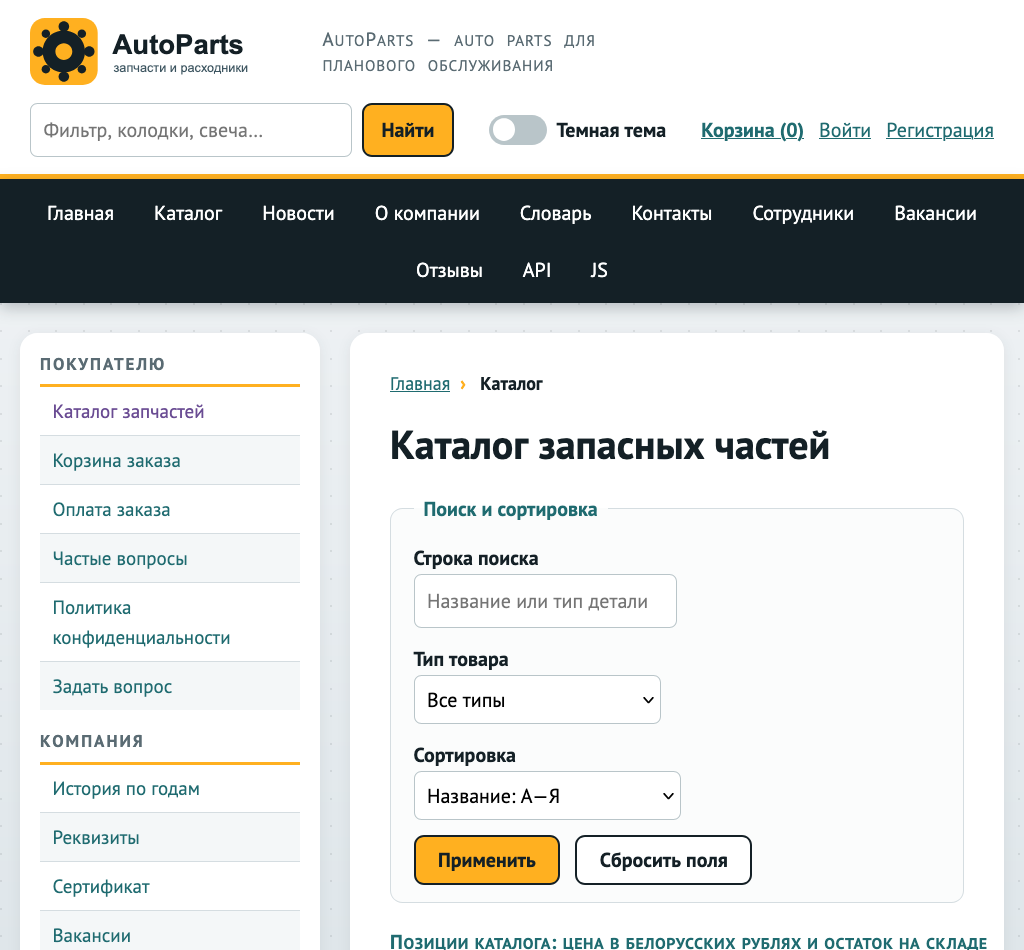 AutoParts
запчасти и расходники
AutoParts — auto parts для
планового обслуживания
Фильтр, колодки, свеча...
Найти
Темная тема
Корзина (0) Войти Регистрация
Главная Каталог Новости О компании Словарь Контакты Сотрудники Вакансии
Отзывы API JS
ПОКУПАТЕЛЮ
Каталог запчастей
Корзина заказа
Оплата заказа
Частые вопросы
Политика
конфиденциальности
Задать вопрос
КОМПАНИЯ
История по годам
Реквизиты
Сертификат
Вакансии
Главная › Каталог
Каталог запасных частей
Поиск и сортировка
Строка поиска
Название или тип детали
Тип товара
Все типы
Сортировка
Название: А—Я
Применить Сбросить поля
Позиции каталога: цена в белорусских рублях и остаток на складе